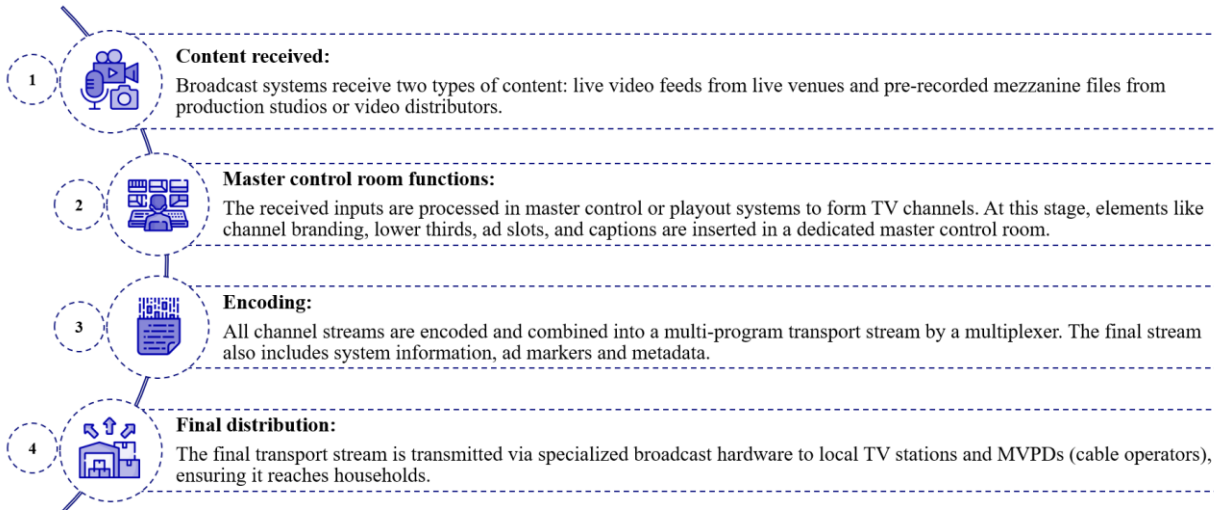 1
Content received:
Broadcast systems receive two types of content: live video feeds from live venues and pre-recorded mezzanine files from
production studios or video distributors.
2
Master control room functions:
The received inputs are processed in master control or playout systems to form TV channels. At this stage, elements like
channel branding, lower thirds, ad slots, and captions are inserted in a dedicated master control room.
3
Encoding:
All channel streams are encoded and combined into a multi-program transport stream by a multiplexer. The final stream
also includes system information, ad markers and metadata.
4
Final distribution:
The final transport stream is transmitted via specialized broadcast hardware to local TV stations and MVPDs (cable operators),
ensuring it reaches households.